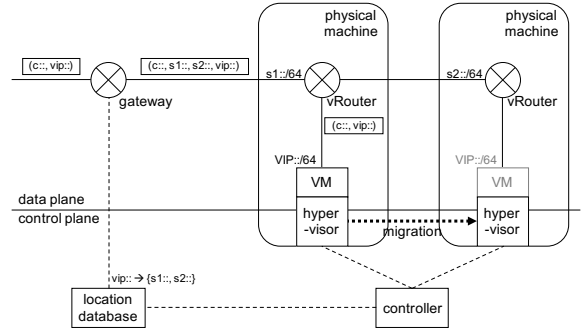 physical
machine
physical
machine
(c::, vip::)
(c::, s1::, s2::, vip::)
s1::/64
s2::/64
gateway
vRouter
vRouter
(c::, vip::)
VIP::/64
VIP::/64
VM
VM
data plane
control plane
hyper
-visor
migration
hyper
-visor
vip:: → {s1::, s2::}
location
database
controller